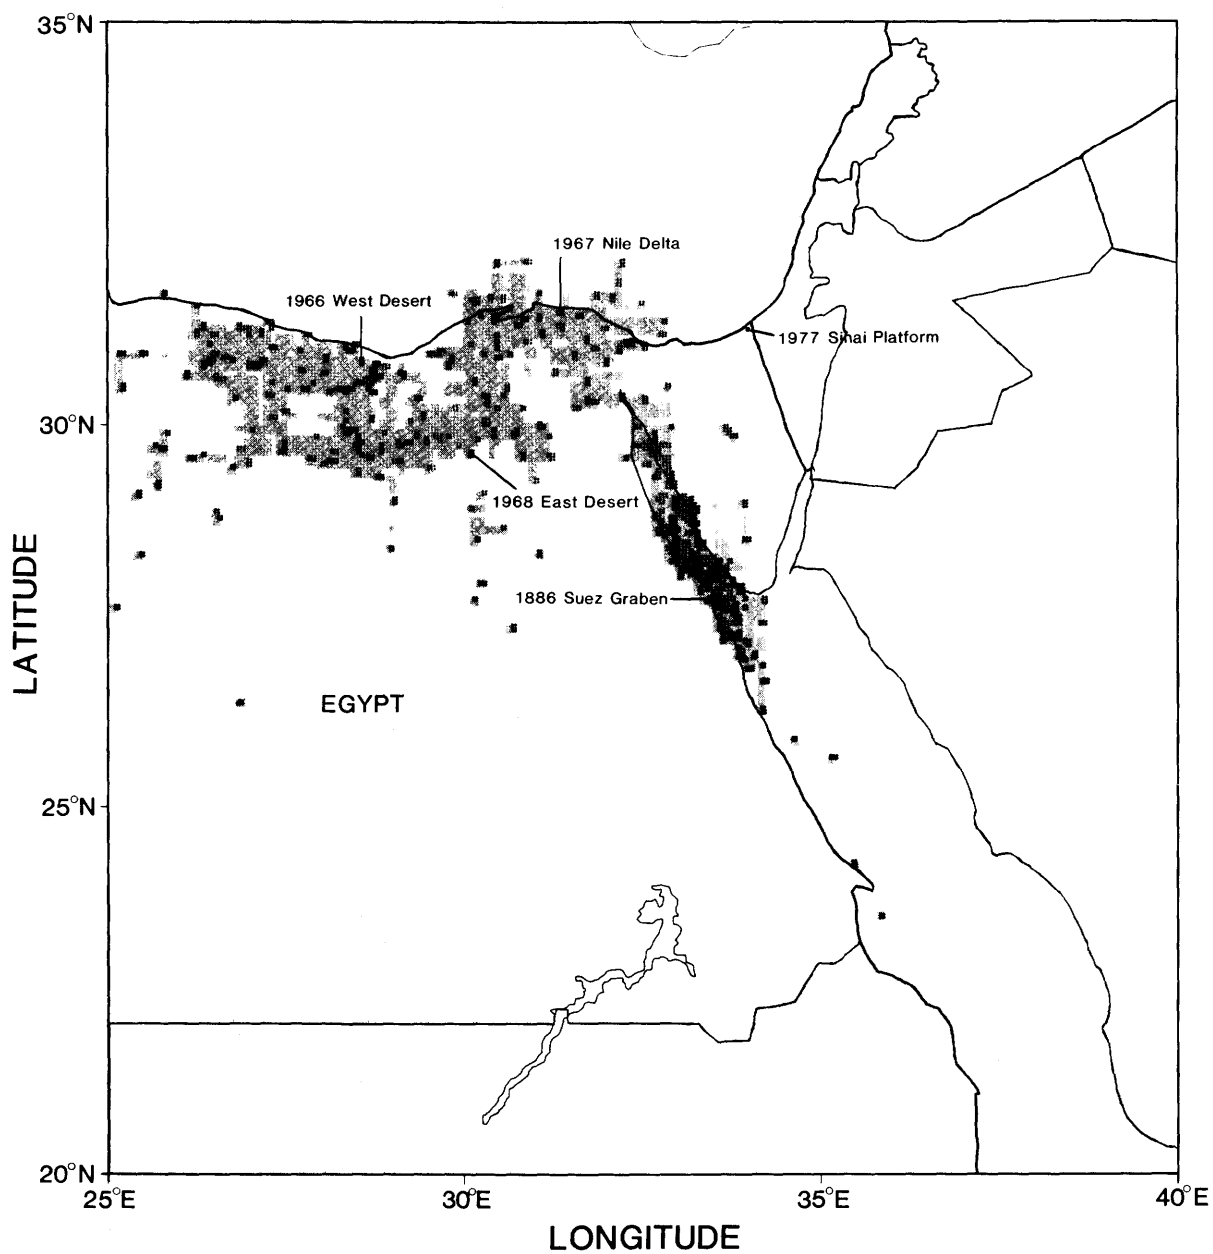 35°N
1967 Nile Delta
1966 West Desert
1977 Sinai Platform
30°N
1968 East Desert
LATITUDE
1886 Suez Graben
EGYPT
25°N
20°N
25°E
30°E
35°E
40°E
LONGITUDE